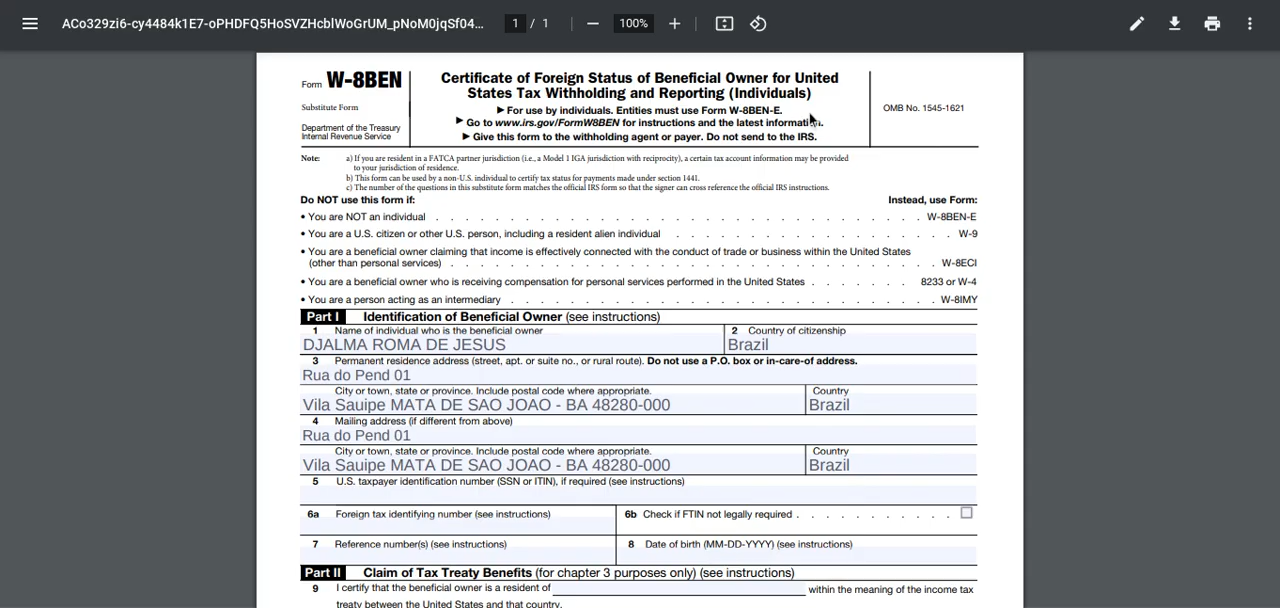 ACo329zi6-cy4484k1E7-oPHDFQ5HoSVZHcblWoGrUM_pNoM0jqSf04...
1 / 1
100%
Form W-8BEN
Substitute Form
Department of the Treasury
Internal Revenue Service
Certificate of Foreign Status of Beneficial Owner for United
States Tax Withholding and Reporting (Individuals)
▶ For use by individuals. Entities must use Form W-8BEN-E.
▶ Go to www.irs.gov/FormW8BEN for instructions and the latest information.
▶ Give this form to the withholding agent or payer. Do not send to the IRS.
OMB No. 1545-1621
Note: a) If you are resident in a FATCA partner jurisdiction (i.e., a Model 1 IGA jurisdiction with reciprocity), a certain tax account information may be provided
to your jurisdiction of residence.
b) This form can be used by a non-U.S. individual to certify tax status for payments made under section 1441.
c) The number of the questions in this substitute form matches the official IRS form so that the signer can cross reference the official IRS instructions.
Do NOT use this form if: Instead, use Form:
• You are NOT an individual . . . . . . . . . . . . . . . . . . . . . . . . . . . W-8BEN-E
• You are a U.S. citizen or other U.S. person, including a resident alien individual . . . . . . . . . . . . . . . W-9
• You are a beneficial owner claiming that income is effectively connected with the conduct of trade or business within the United States
(other than personal services) . . . . . . . . . . . . . . . . . . . . . . . . . . W-8ECI
• You are a beneficial owner who is receiving compensation for personal services performed in the United States . . . . . . 8233 or W-4
• You are a person acting as an intermediary . . . . . . . . . . . . . . . . . . . . . . . W-8IMY
Part I Identification of Beneficial Owner (see instructions)
1 Name of individual who is the beneficial owner
DJALMA ROMA DE JESUS
2 Country of citizenship
Brazil
3 Permanent residence address (street, apt. or suite no., or rural route). Do not use a P.O. box or in-care-of address.
Rua do Pend 01
City or town, state or province. Include postal code where appropriate.
Vila Sauipe MATA DE SAO JOAO - BA 48280-000
Country
Brazil
4 Mailing address (if different from above)
Rua do Pend 01
City or town, state or province. Include postal code where appropriate.
Vila Sauipe MATA DE SAO JOAO - BA 48280-000
Country
Brazil
5 U.S. taxpayer identification number (SSN or ITIN), if required (see instructions)
6a Foreign tax identifying number (see instructions)
6b Check if FTIN not legally required . . . . . . . . . . .
7 Reference number(s) (see instructions)
8 Date of birth (MM-DD-YYYY) (see instructions)
Part II Claim of Tax Treaty Benefits (for chapter 3 purposes only) (see instructions)
9 I certify that the beneficial owner is a resident of within the meaning of the income tax
treaty between the United States and that country.